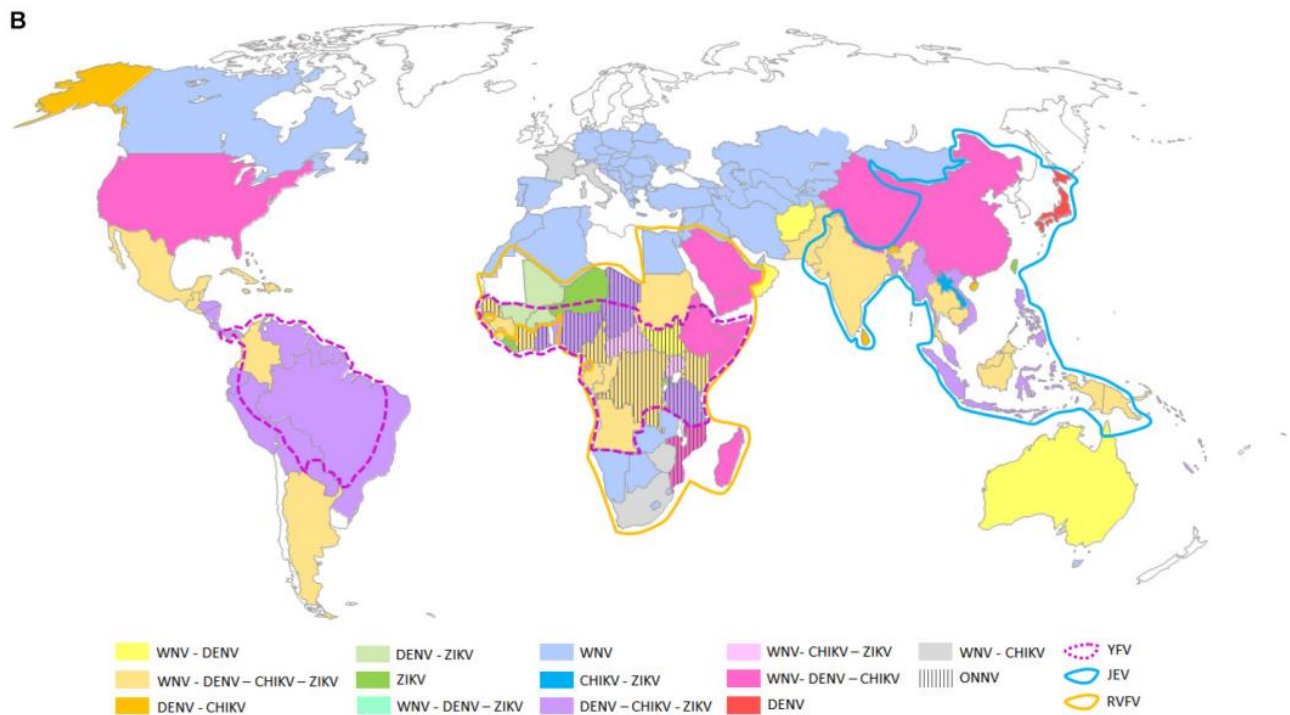 B
WNV - DENV
WNV - DENV – CHIKV – ZIKV
DENV - CHIKV
DENV - ZIKV
ZIKV
WNV - DENV – ZIKV
WNV
CHIKV - ZIKV
DENV – CHIKV - ZIKV
WNV- CHIKV – ZIKV
WNV- DENV – CHIKV
DENV
WNV - CHIKV
ONNV
YFV
JEV
RVFV